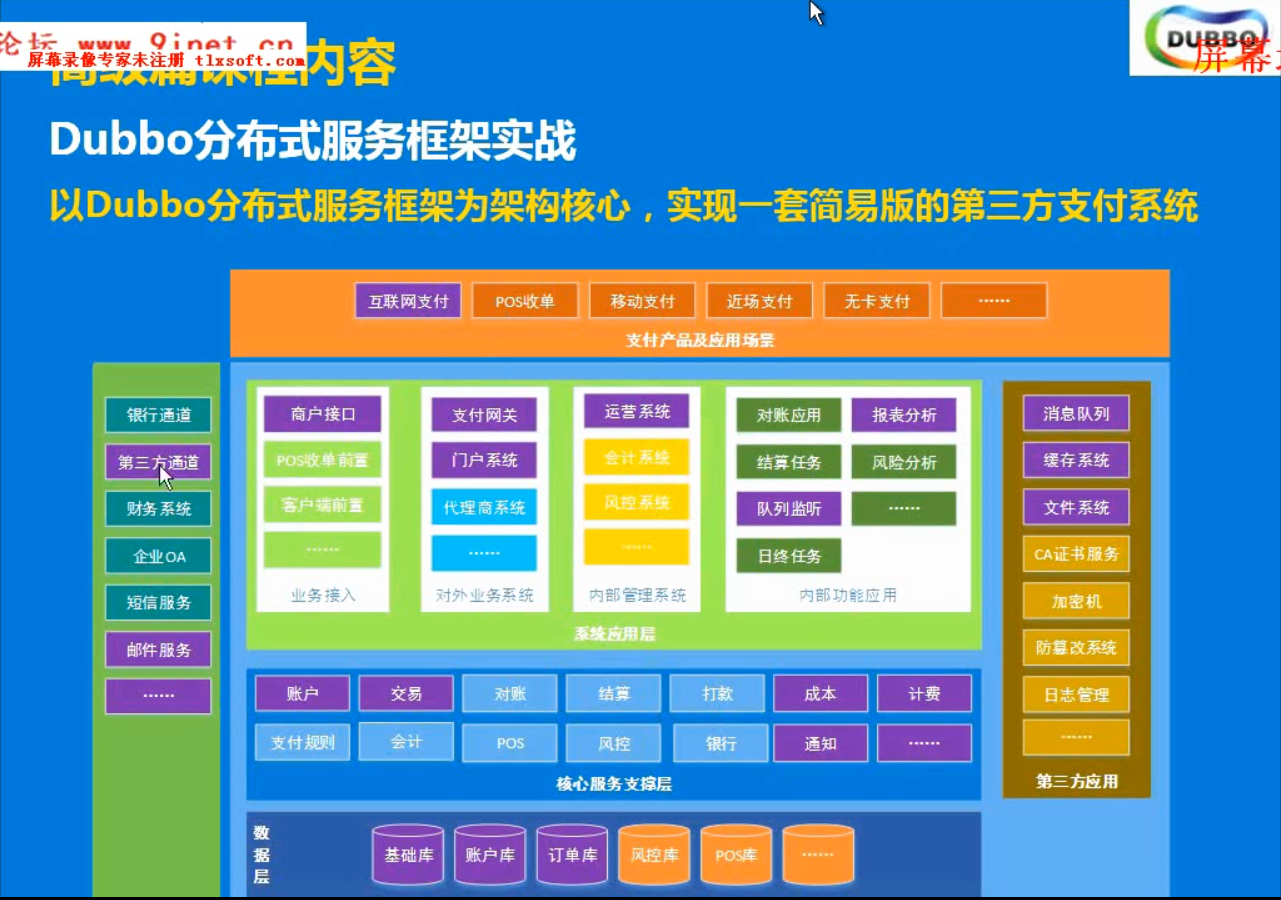 论坛 www.9inet.cn
屏幕录像专家未注册 tlxsoft.com
高级篇课程内容
DUBBO
屏幕
Dubbo分布式服务框架实战
以Dubbo分布式服务框架为架构核心，实现一套简易版的第三方支付系统
互联网支付 POS收单 移动支付 近场支付 无卡支付 ......
支付产品及应用场景
银行通道
第三方通道
财务系统
企业OA
短信服务
邮件服务
......
商户接口
POS收单前置
客户端前置
......
业务接入
支付网关
门户系统
代理商系统
......
对外业务系统
运营系统
会计系统
风控系统
......
内部管理系统
对账应用 报表分析
结算任务 风险分析
队列监听 ......
日终任务
内部功能应用
系统应用层
消息队列
缓存系统
文件系统
CA证书服务
加密机
防篡改系统
日志管理
......
第三方应用
账户 交易 对账 结算 打款 成本 计费
支付规则 会计 POS 风控 银行 通知 ......
核心服务支撑层
数据层
基础库 账户库 订单库 风控库 POS库 ......